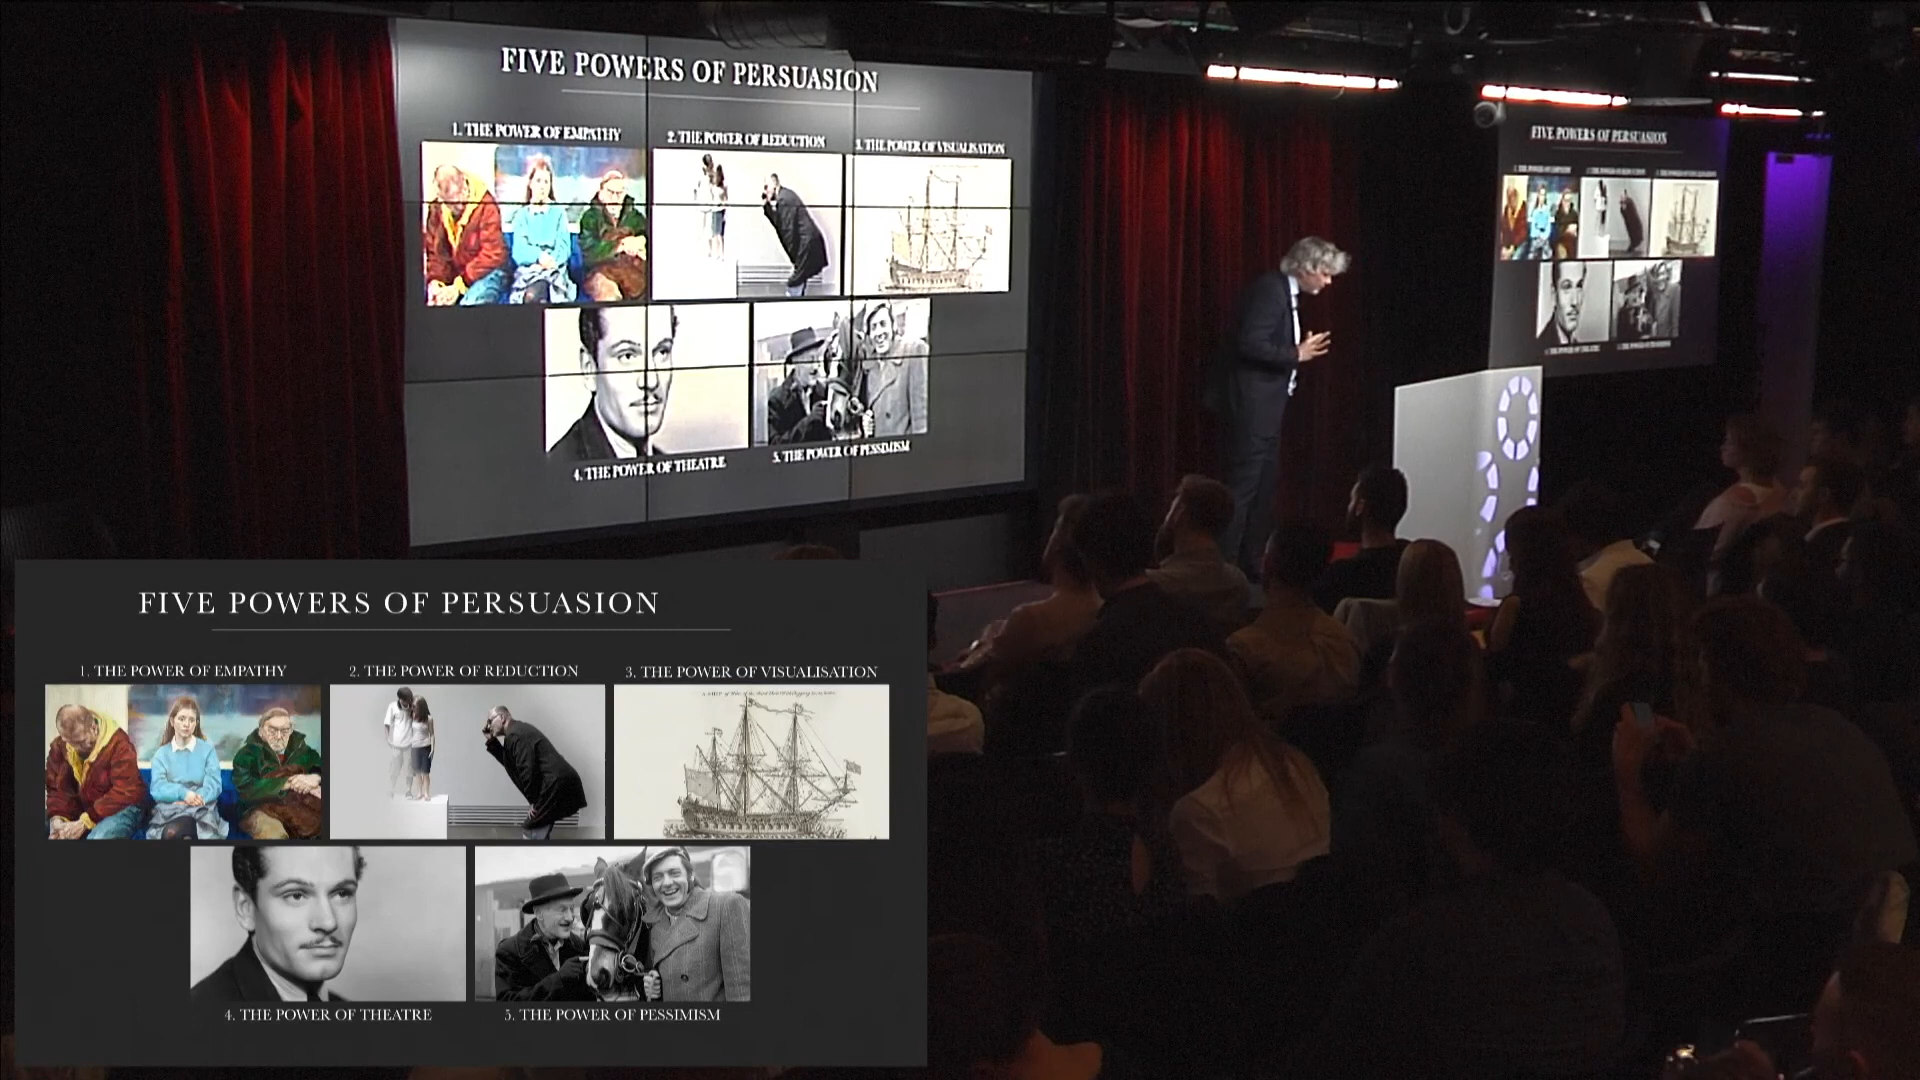 FIVE POWERS OF PERSUASION
1. THE POWER OF EMPATHY
2. THE POWER OF REDUCTION
3. THE POWER OF VISUALISATION
4. THE POWER OF THEATRE
5. THE POWER OF PESSIMISM
FIVE POWERS OF PERSUASION
FIVE POWERS OF PERSUASION
1. THE POWER OF EMPATHY
2. THE POWER OF REDUCTION
3. THE POWER OF VISUALISATION
4. THE POWER OF THEATRE
5. THE POWER OF PESSIMISM